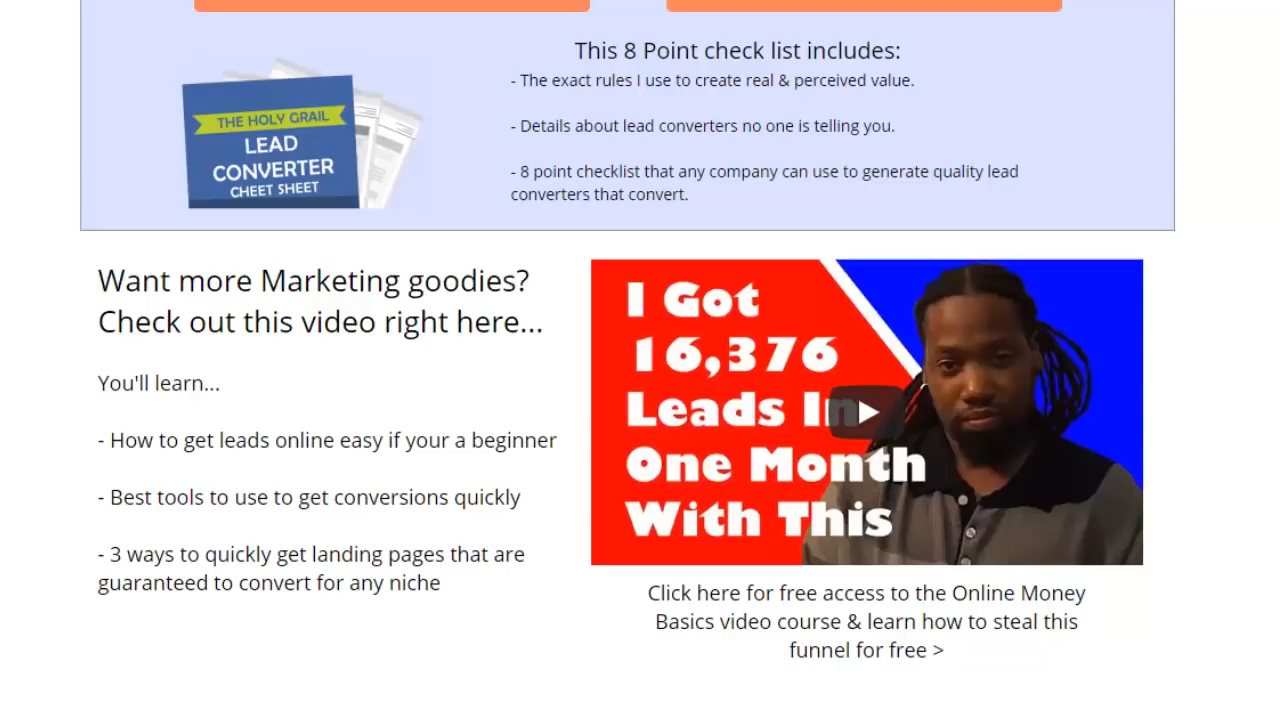 This 8 Point check list includes:
- The exact rules I use to create real & perceived value.
- Details about lead converters no one is telling you.
- 8 point checklist that any company can use to generate quality lead
converters that convert.
THE HOLY GRAIL
LEAD
CONVERTER
CHEET SHEET
Want more Marketing goodies?
Check out this video right here...
You'll learn...
- How to get leads online easy if your a beginner
- Best tools to use to get conversions quickly
- 3 ways to quickly get landing pages that are
guaranteed to convert for any niche
I Got
16,376
Leads In
One Month
With This
Click here for free access to the Online Money
Basics video course & learn how to steal this
funnel for free >